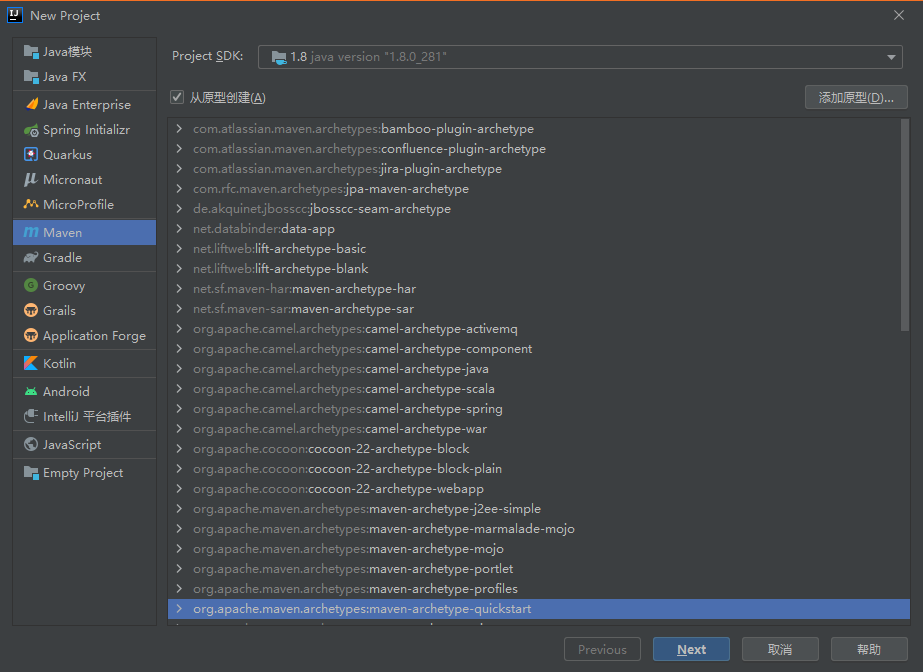 New Project
Java模块
Java FX
Java Enterprise
Spring Initializr
Quarkus
Micronaut
MicroProfile
Maven
Gradle
Groovy
Grails
Application Forge
Kotlin
Android
IntelliJ 平台插件
JavaScript
Empty Project
Project SDK: 1.8 java version "1.8.0_281"
从原型创建(A) 添加原型(D)...
com.atlassian.maven.archetypes:bamboo-plugin-archetype
com.atlassian.maven.archetypes:confluence-plugin-archetype
com.atlassian.maven.archetypes:jira-plugin-archetype
com.rfc.maven.archetypes:jpa-maven-archetype
de.akquinet.jbosscc:jbosscc-seam-archetype
net.databinder:data-app
net.liftweb:lift-archetype-basic
net.liftweb:lift-archetype-blank
net.sf.maven-har:maven-archetype-har
net.sf.maven-sar:maven-archetype-sar
org.apache.camel.archetypes:camel-archetype-activemq
org.apache.camel.archetypes:camel-archetype-component
org.apache.camel.archetypes:camel-archetype-java
org.apache.camel.archetypes:camel-archetype-scala
org.apache.camel.archetypes:camel-archetype-spring
org.apache.camel.archetypes:camel-archetype-war
org.apache.cocoon:cocoon-22-archetype-block
org.apache.cocoon:cocoon-22-archetype-block-plain
org.apache.cocoon:cocoon-22-archetype-webapp
org.apache.maven.archetypes:maven-archetype-j2ee-simple
org.apache.maven.archetypes:maven-archetype-marmalade-mojo
org.apache.maven.archetypes:maven-archetype-mojo
org.apache.maven.archetypes:maven-archetype-portlet
org.apache.maven.archetypes:maven-archetype-profiles
org.apache.maven.archetypes:maven-archetype-quickstart
Previous Next 取消 帮助